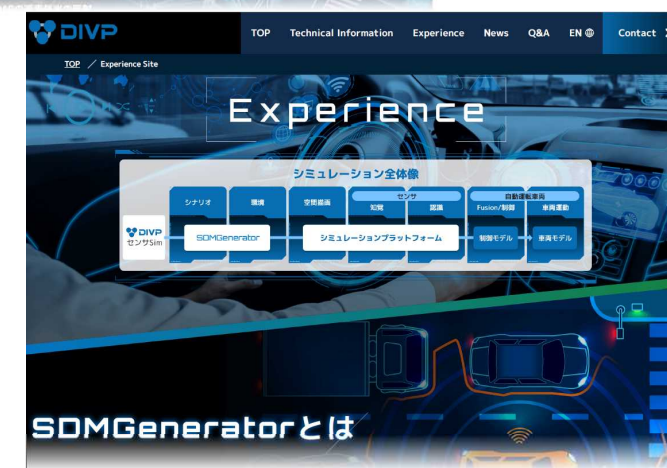 DIVP
TOP Technical Information Experience News Q&A EN Contact
TOP / Experience Site
Experience
シミュレーション全体像
シナリオ 環境 空間描画 センサ 知覚 認識 自動運転車両 Fusion/制御 車両運動
DIVP
センサSim
SDMGenerator シミュレーションプラットフォーム 制御モデル 車両モデル
SDMGeneratorとは